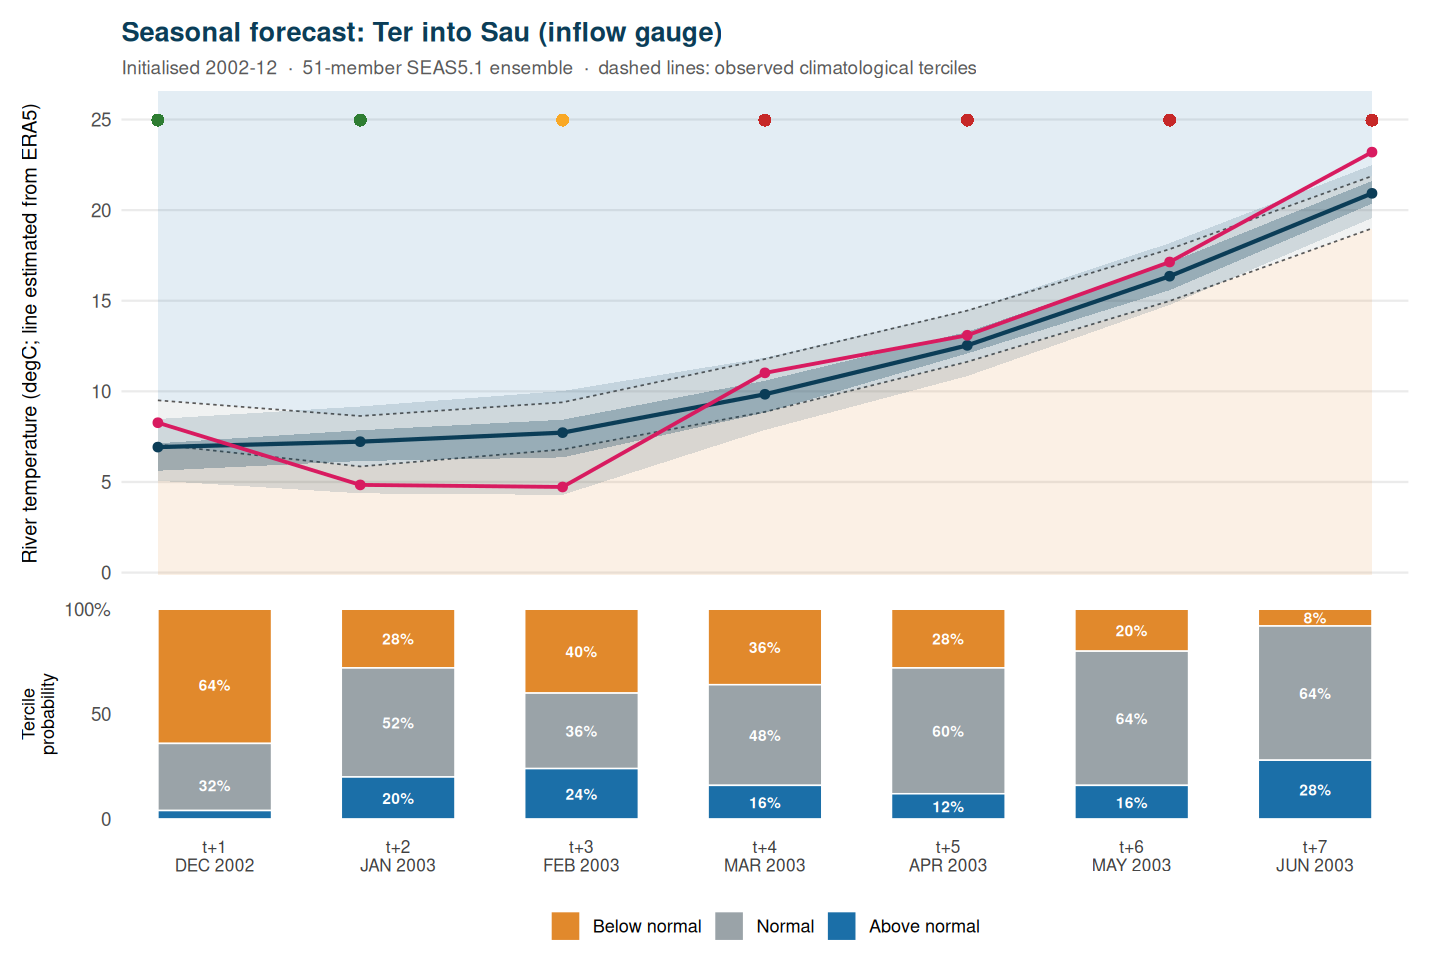 Seasonal forecast: Ter into Sau (inflow gauge)
Initialised 2002-12 · 51-member SEAS5.1 ensemble · dashed lines: observed climatological terciles
River temperature (degC; line estimated from ERA5)
25
20
15
10
5
0
Tercile
probability
100%
50
0
64%
32%
28%
52%
20%
40%
36%
24%
36%
48%
16%
28%
60%
12%
20%
64%
16%
8%
64%
28%
t+1
DEC 2002
t+2
JAN 2003
t+3
FEB 2003
t+4
MAR 2003
t+5
APR 2003
t+6
MAY 2003
t+7
JUN 2003
Below normal
Normal
Above normal